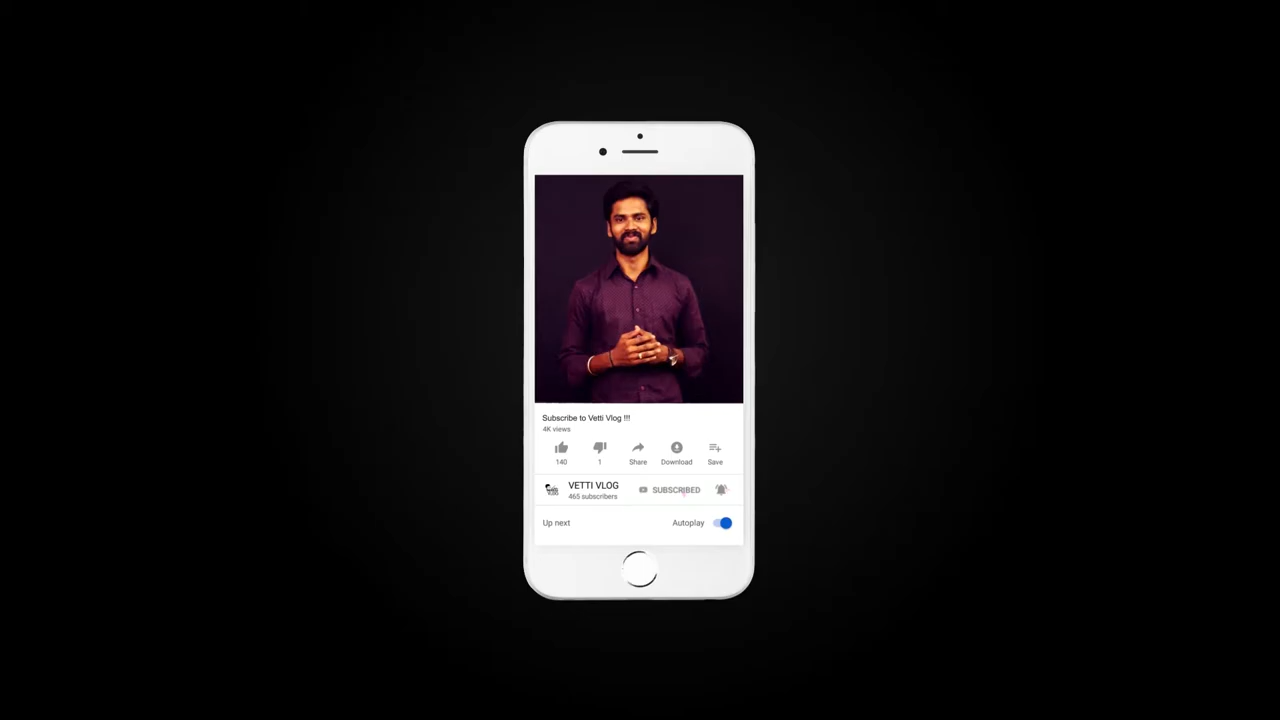 Subscribe to Vetti Vlog !!!
4K views
140 1 Share Download Save
VETTI VLOG SUBSCRIBED
465 subscribers
Up next Autoplay